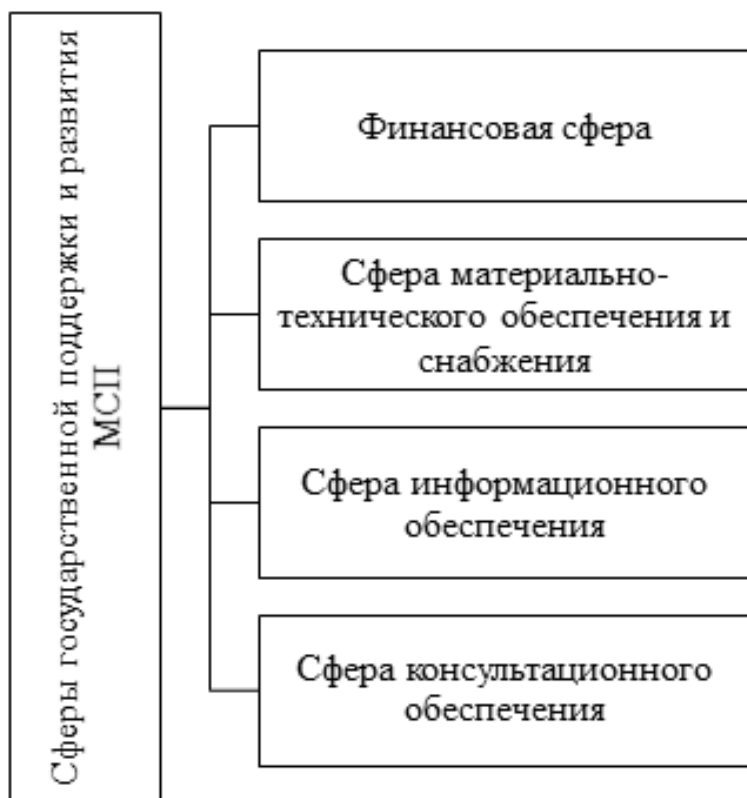 Сферы государственной поддержки и развития
МСП
Финансовая сфера
Сфера материально-
технического обеспечения и
снабжения
Сфера информационного
обеспечения
Сфера консультационного
обеспечения